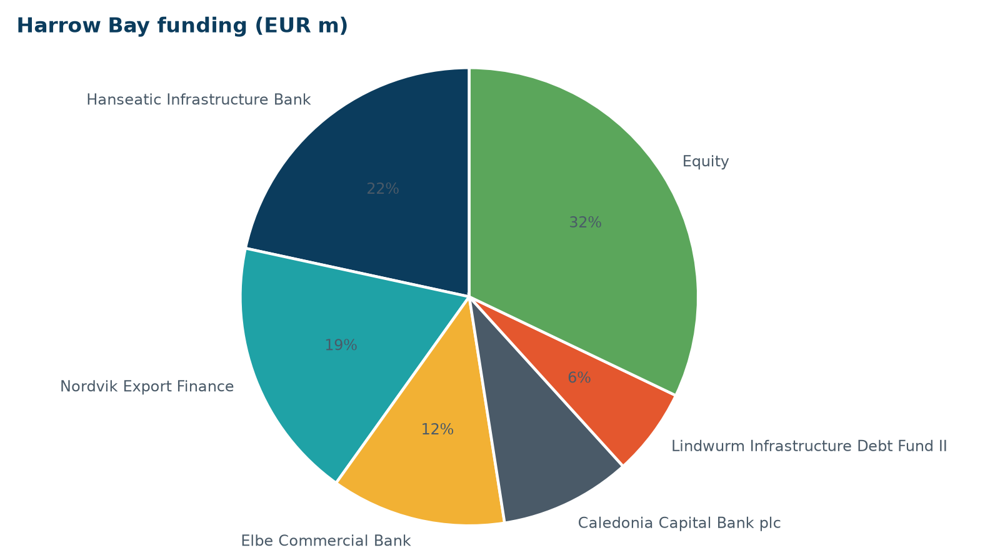 Harrow Bay funding (EUR m)
Hanseatic Infrastructure Bank
22%
Equity
32%
19%
Nordvik Export Finance
6%
12%
Lindwurm Infrastructure Debt Fund II
Caledonia Capital Bank plc
Elbe Commercial Bank